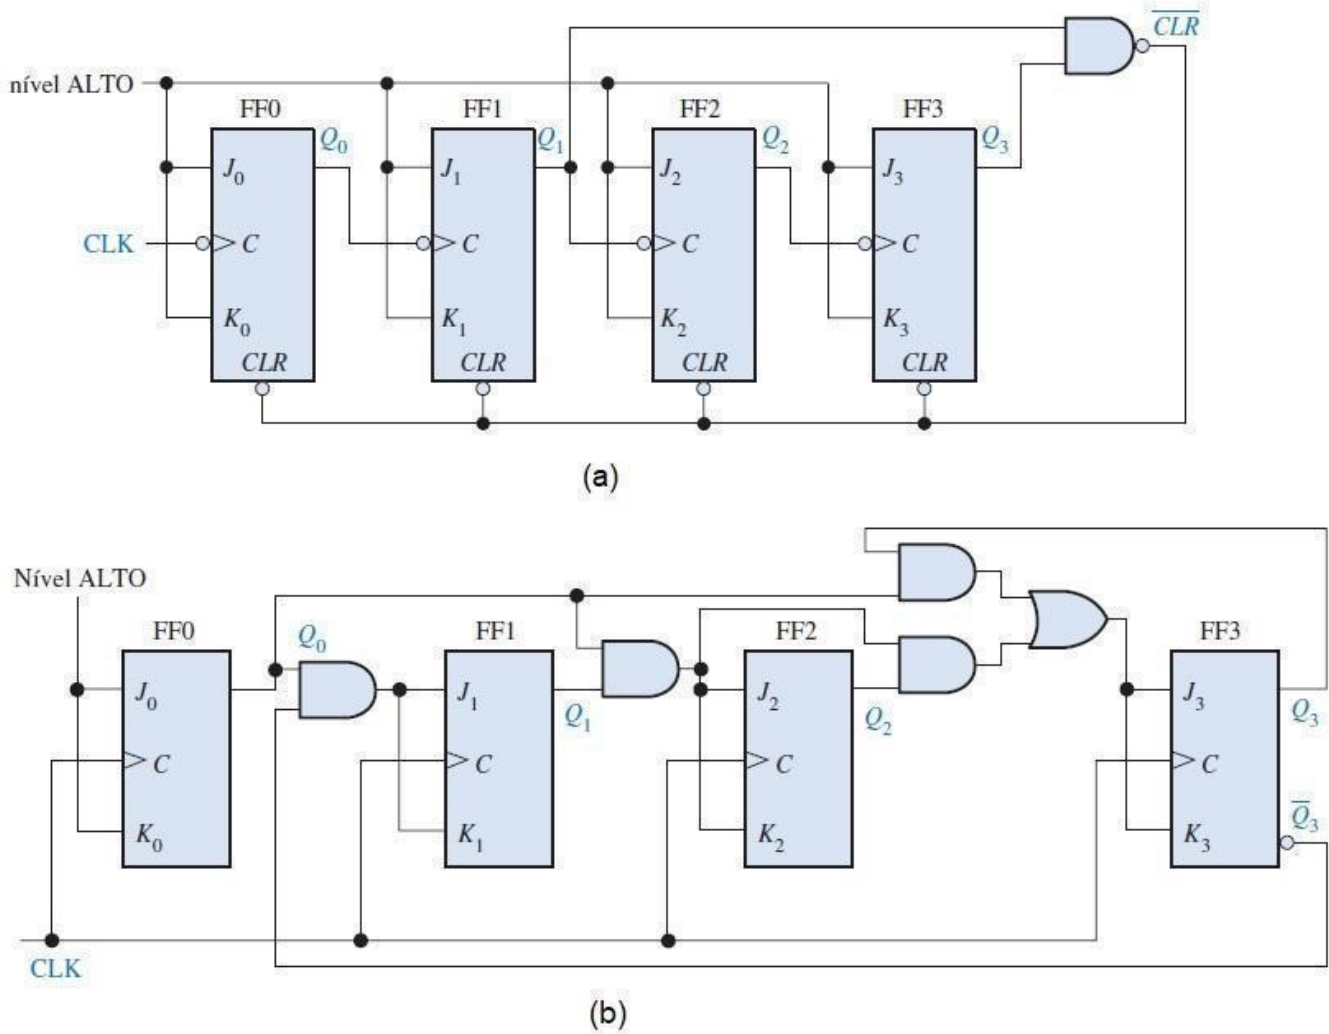 CLR
nível ALTO
FF0 FF1 FF2 FF3
Q0 Q1 Q2 Q3
J0 J1 J2 J3
CLK C C C C
K0 K1 K2 K3
CLR CLR CLR CLR
(a)
Nível ALTO
FF0 FF1 FF2 FF3
Q0
J0 J1 J2 J3
Q1 Q2 Q3
C C C C
K0 K1 K2 K3
Q3
CLK
(b)